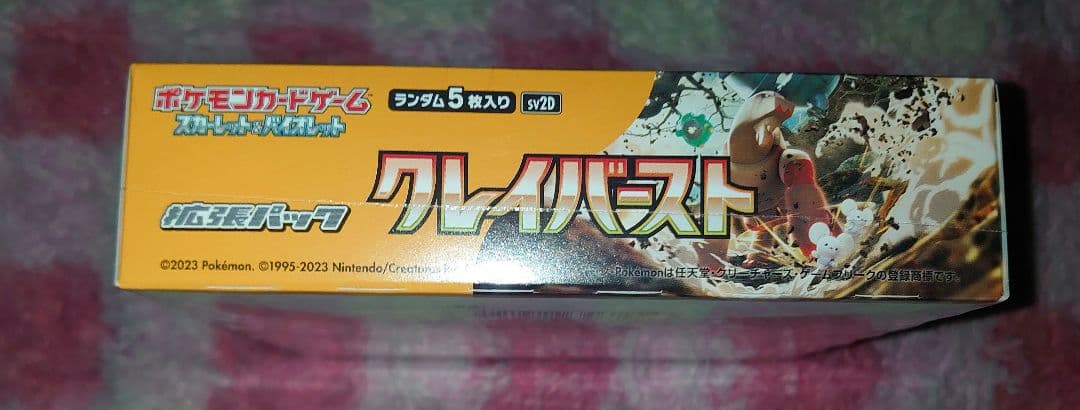 ポケモンカードゲーム
スカーレット&バイオレット
ランダム5枚入り sv2D
クレイバースト
拡張パック
©2023 Pokémon. ©1995-2023 Nintendo/Creatures
Pokémonは任天堂・クリーチャーズ・ゲームフリークの登録商標です。